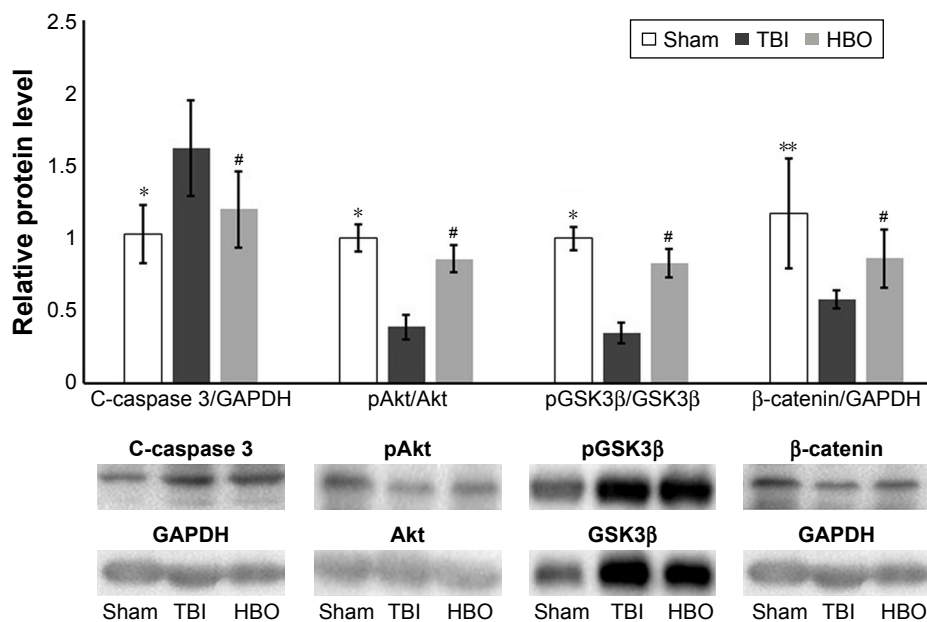 2.5
2
1.5
1
0.5
0
Relative protein level
Sham TBI HBO
* # * # * # ** #
C-caspase 3/GAPDH pAkt/Akt pGSK3β/GSK3β β-catenin/GAPDH
C-caspase 3 pAkt pGSK3β β-catenin
GAPDH Akt GSK3β GAPDH
Sham TBI HBO Sham TBI HBO Sham TBI HBO Sham TBI HBO